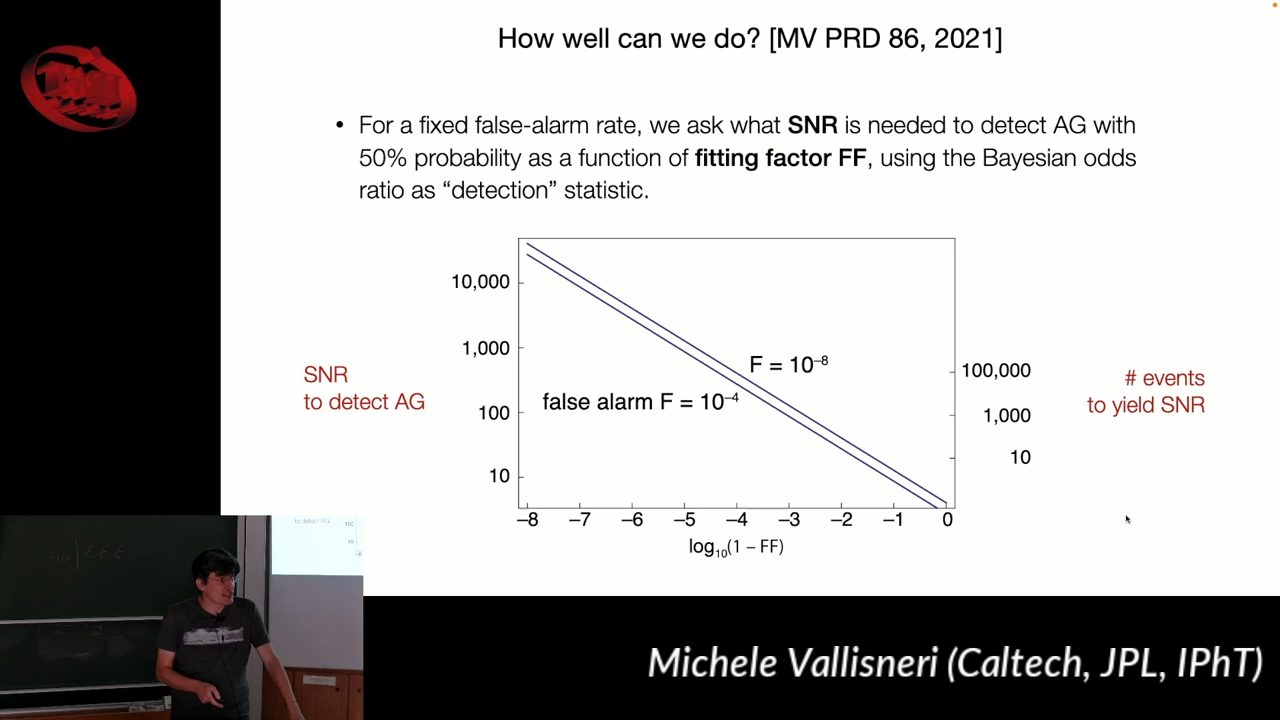 How well can we do? [MV PRD 86, 2021]
• For a fixed false-alarm rate, we ask what SNR is needed to detect AG with
50% probability as a function of fitting factor FF, using the Bayesian odds
ratio as “detection” statistic.
10,000
1,000
100
10
SNR
to detect AG
F = 10⁻⁸
false alarm F = 10⁻⁴
100,000
1,000
10
# events
to yield SNR
−8 −7 −6 −5 −4 −3 −2 −1 0
log₁₀(1 − FF)
to detect AG
100
Michele Vallisneri (Caltech, JPL, IPhT)